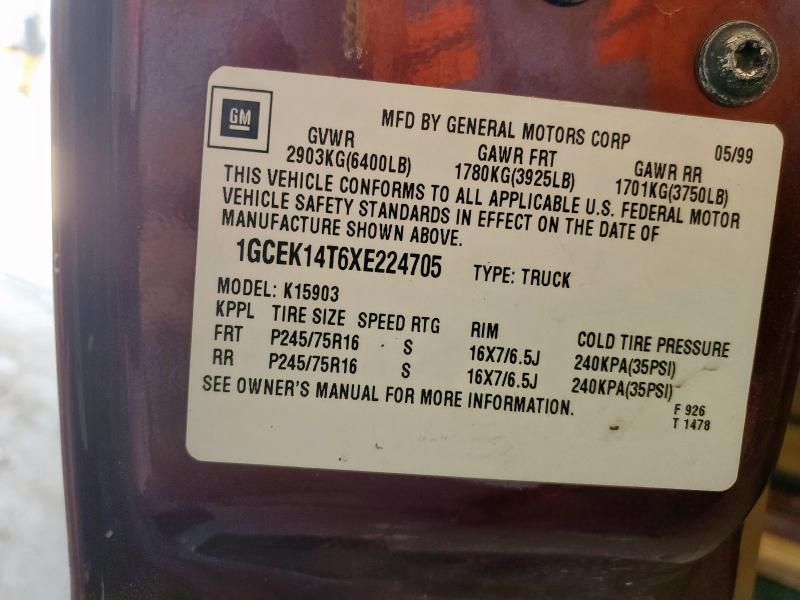 GM
MFD BY GENERAL MOTORS CORP 05/99
GVWR GAWR FRT GAWR RR
2903KG(6400LB) 1780KG(3925LB) 1701KG(3750LB)
THIS VEHICLE CONFORMS TO ALL APPLICABLE U.S. FEDERAL MOTOR
VEHICLE SAFETY STANDARDS IN EFFECT ON THE DATE OF
MANUFACTURE SHOWN ABOVE.
1GCEK14T6XE224705 TYPE: TRUCK
MODEL: K15903
KPPL TIRE SIZE SPEED RTG RIM COLD TIRE PRESSURE
FRT P245/75R16 S 16X7/6.5J 240KPA(35PSI)
RR P245/75R16 S 16X7/6.5J 240KPA(35PSI)
SEE OWNER'S MANUAL FOR MORE INFORMATION.
F 926
T 1478